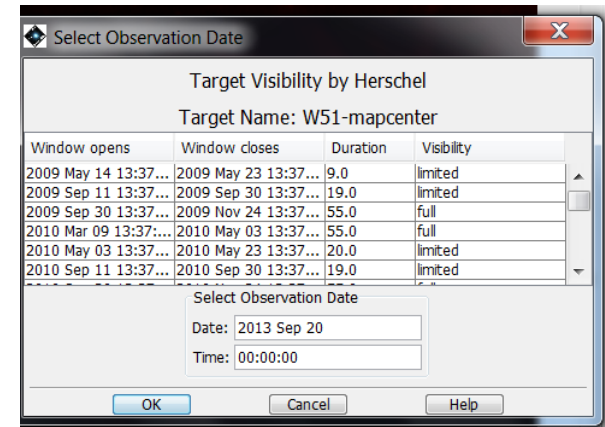 Select Observation Date
X
Target Visibility by Herschel
Target Name: W51-mapcenter
Window opens Window closes Duration Visibility
2009 May 14 13:37... 2009 May 23 13:37... 9.0 limited
2009 Sep 11 13:37... 2009 Sep 30 13:37... 19.0 limited
2009 Sep 30 13:37... 2009 Nov 24 13:37... 55.0 full
2010 Mar 09 13:37:... 2010 May 03 13:37... 55.0 full
2010 May 03 13:37... 2010 May 23 13:37... 20.0 limited
2010 Sep 11 13:37... 2010 Sep 30 13:37... 19.0 limited
Select Observation Date
Date: 2013 Sep 20
Time: 00:00:00
OK Cancel Help